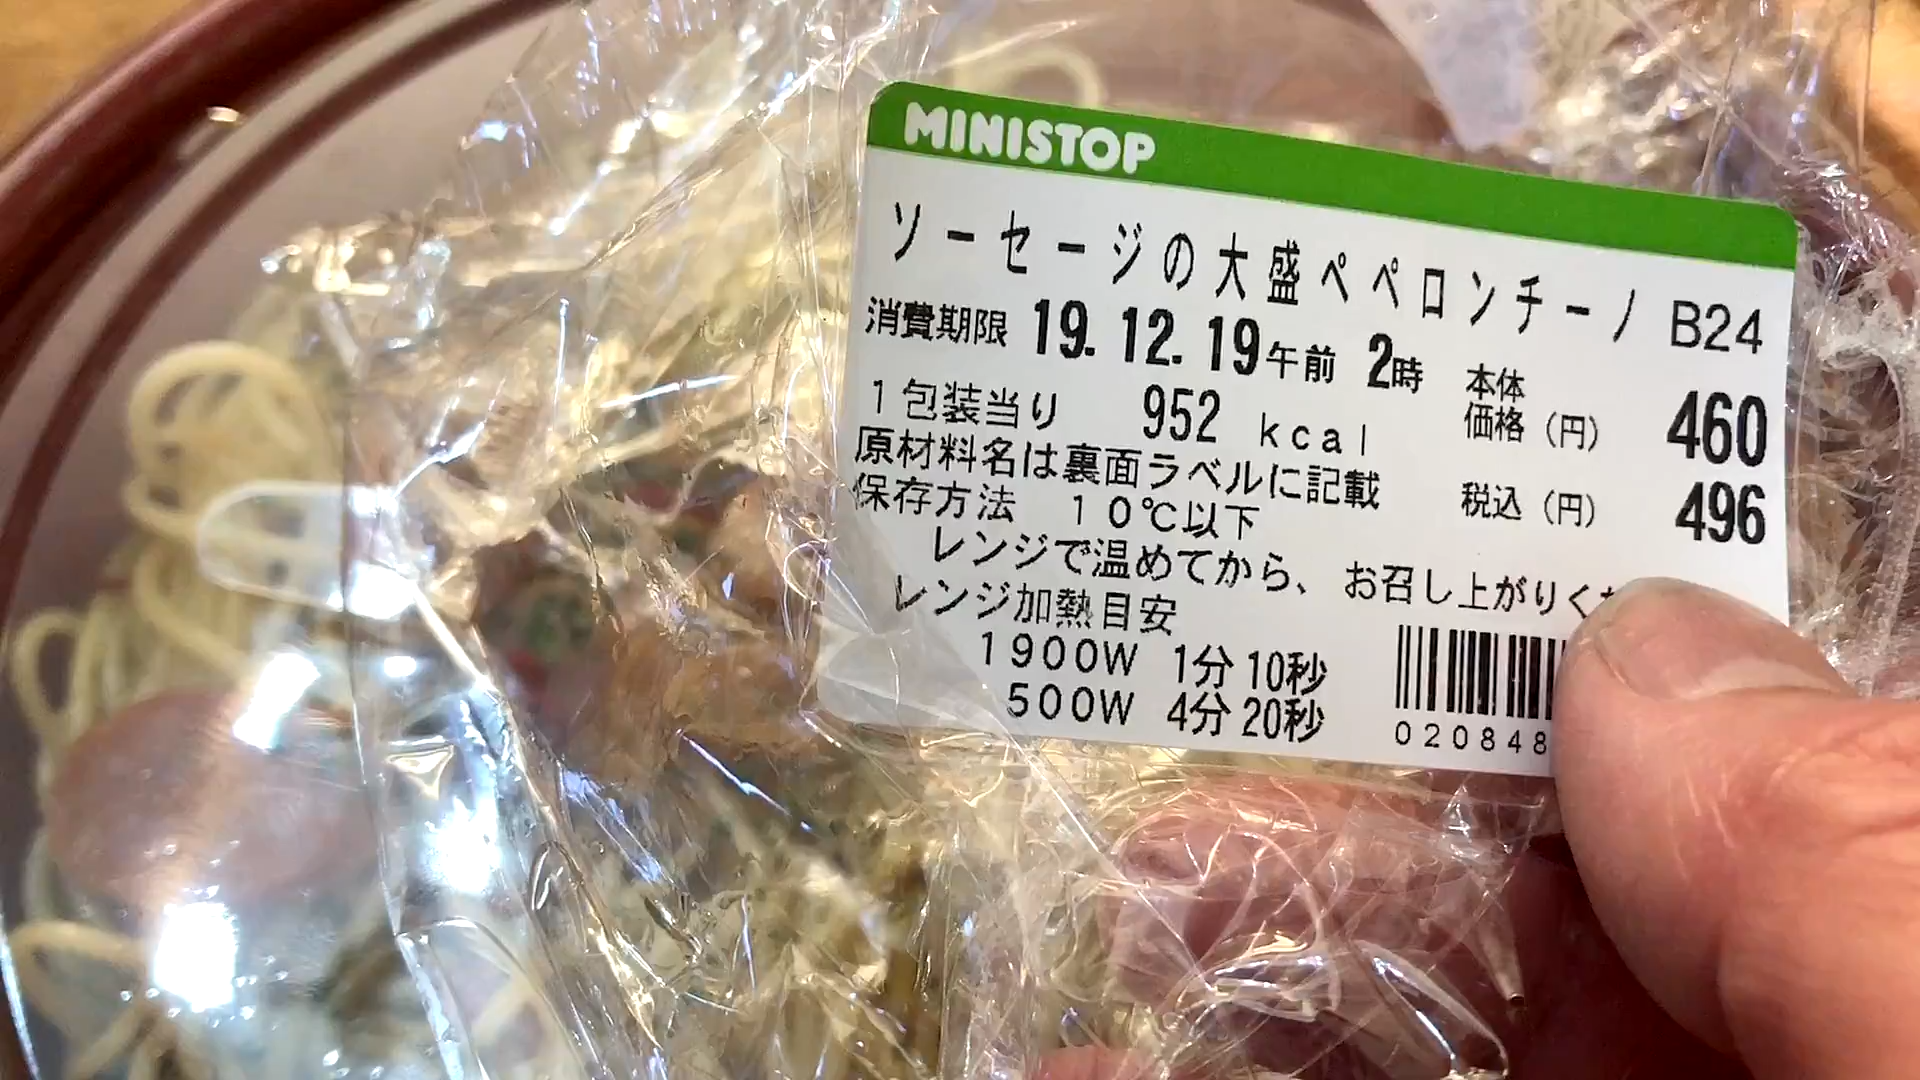 MINISTOP
ソーセージの大盛ペペロンチーノ B24
消費期限 19.12.19午前 2時
本体価格(円) 460
1包装当り 952 kcal
原材料名は裏面ラベルに記載
税込(円) 496
保存方法 10℃以下
レンジで温めてから、お召し上がりく
レンジ加熱目安
1900W 1分10秒
500W 4分20秒
020848